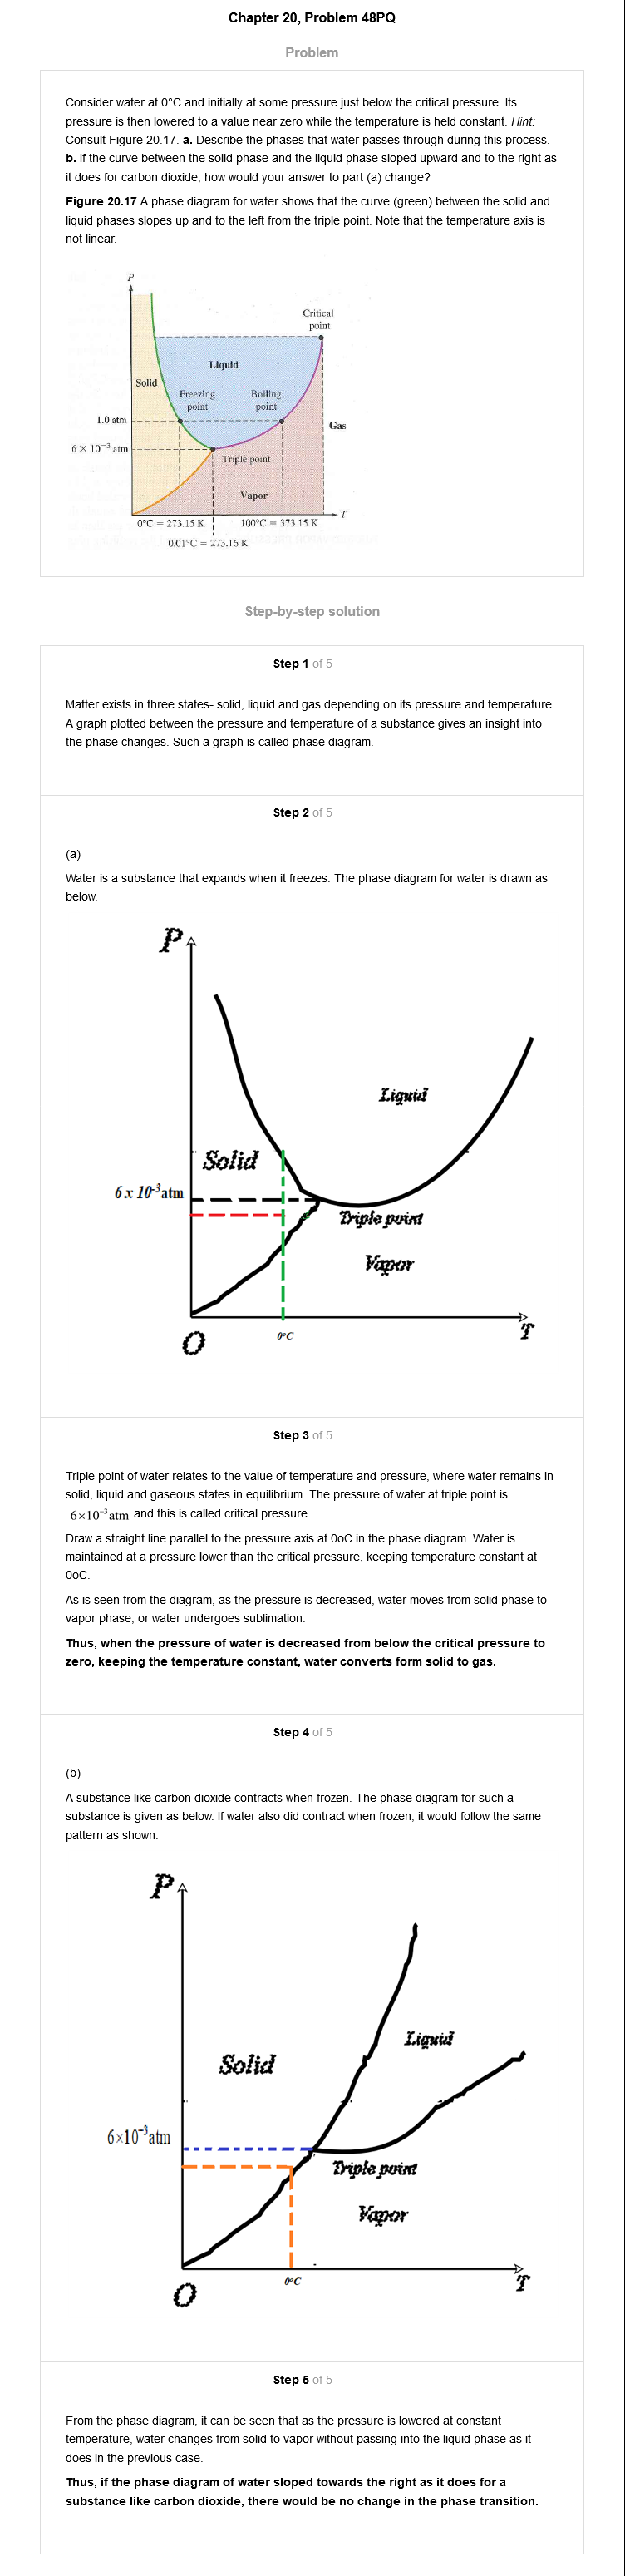 Chapter 20, Problem 48PQ
Problem
Consider water at 0°C and initially at some pressure just below the critical pressure. Its
pressure is then lowered to a value near zero while the temperature is held constant. Hint:
Consult Figure 20.17. a. Describe the phases that water passes through during this process.
b. If the curve between the solid phase and the liquid phase sloped upward and to the right as
it does for carbon dioxide, how would your answer to part (a) change?
Figure 20.17 A phase diagram for water shows that the curve (green) between the solid and
liquid phases slopes up and to the left from the triple point. Note that the temperature axis is
not linear.
P
Critical
point
Liquid
Solid
Freezing
point
Boiling
point
1.0 atm
Gas
6 × 10⁻³ atm
Triple point
Vapor
T
0°C = 273.15 K
100°C = 373.15 K
0.01°C = 273.16 K
Step-by-step solution
Step 1 of 5
Matter exists in three states- solid, liquid and gas depending on its pressure and temperature.
A graph plotted between the pressure and temperature of a substance gives an insight into
the phase changes. Such a graph is called phase diagram.
Step 2 of 5
(a)
Water is a substance that expands when it freezes. The phase diagram for water is drawn as
below.
P
Liquid
Solid
6 x 10⁻³atm
Triple point
Vapor
O
0°C
T
Step 3 of 5
Triple point of water relates to the value of temperature and pressure, where water remains in
solid, liquid and gaseous states in equilibrium. The pressure of water at triple point is
6×10⁻³atm and this is called critical pressure.
Draw a straight line parallel to the pressure axis at 0oC in the phase diagram. Water is
maintained at a pressure lower than the critical pressure, keeping temperature constant at
0oC.
As is seen from the diagram, as the pressure is decreased, water moves from solid phase to
vapor phase, or water undergoes sublimation.
Thus, when the pressure of water is decreased from below the critical pressure to
zero, keeping the temperature constant, water converts form solid to gas.
Step 4 of 5
(b)
A substance like carbon dioxide contracts when frozen. The phase diagram for such a
substance is given as below. If water also did contract when frozen, it would follow the same
pattern as shown.
P
Liquid
Solid
6×10⁻³atm
Triple point
Vapor
O
0°C
T
Step 5 of 5
From the phase diagram, it can be seen that as the pressure is lowered at constant
temperature, water changes from solid to vapor without passing into the liquid phase as it
does in the previous case.
Thus, if the phase diagram of water sloped towards the right as it does for a
substance like carbon dioxide, there would be no change in the phase transition.